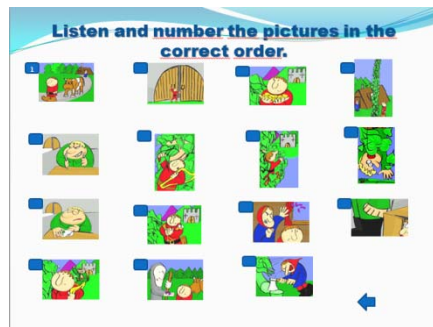 Listen and number the pictures in the
correct order.
1